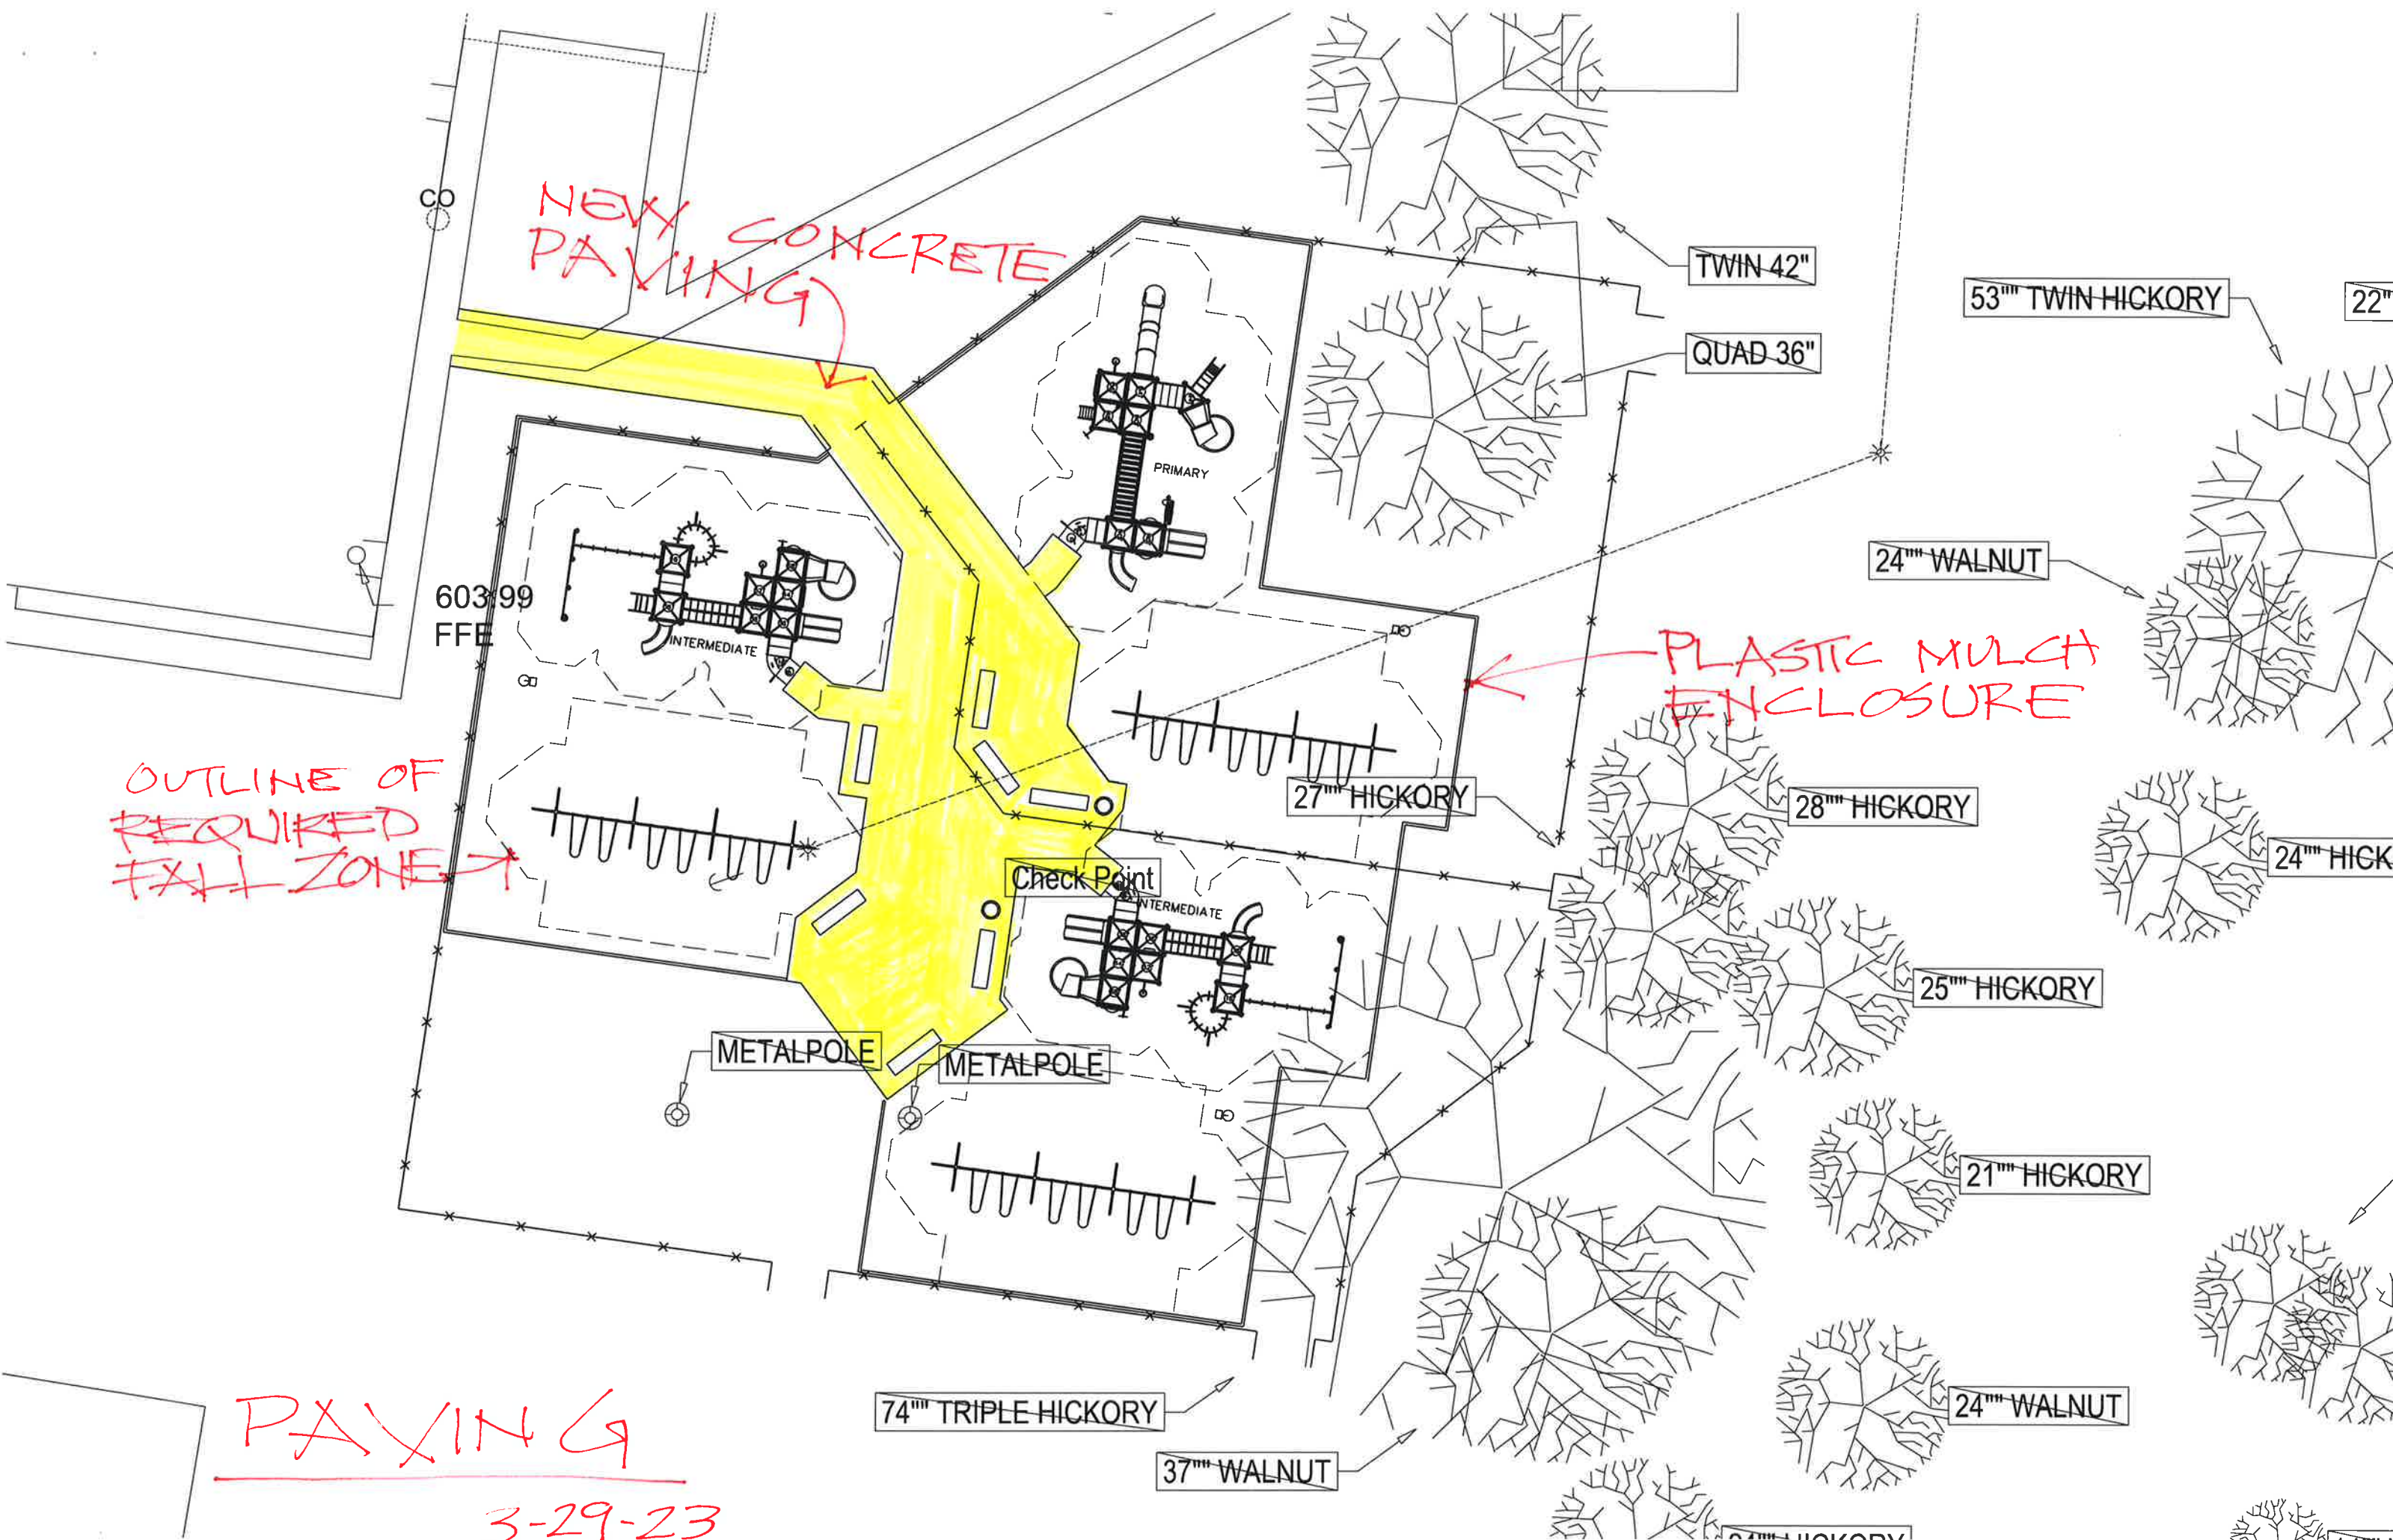 CO
NEW CONCRETE
PAVING
TWIN 42"
53"" TWIN HICKORY
22"
QUAD 36"
PRIMARY
24"" WALNUT
603.99
FFE
INTERMEDIATE
PLASTIC MULCH
ENCLOSURE
OUTLINE OF
REQUIRED
FALL ZONE
27"" HICKORY
28"" HICKORY
24"" HICK
Check Point
INTERMEDIATE
25"" HICKORY
METALPOLE
METALPOLE
21"" HICKORY
74"" TRIPLE HICKORY
24"" WALNUT
37"" WALNUT
PAVING
3-29-23